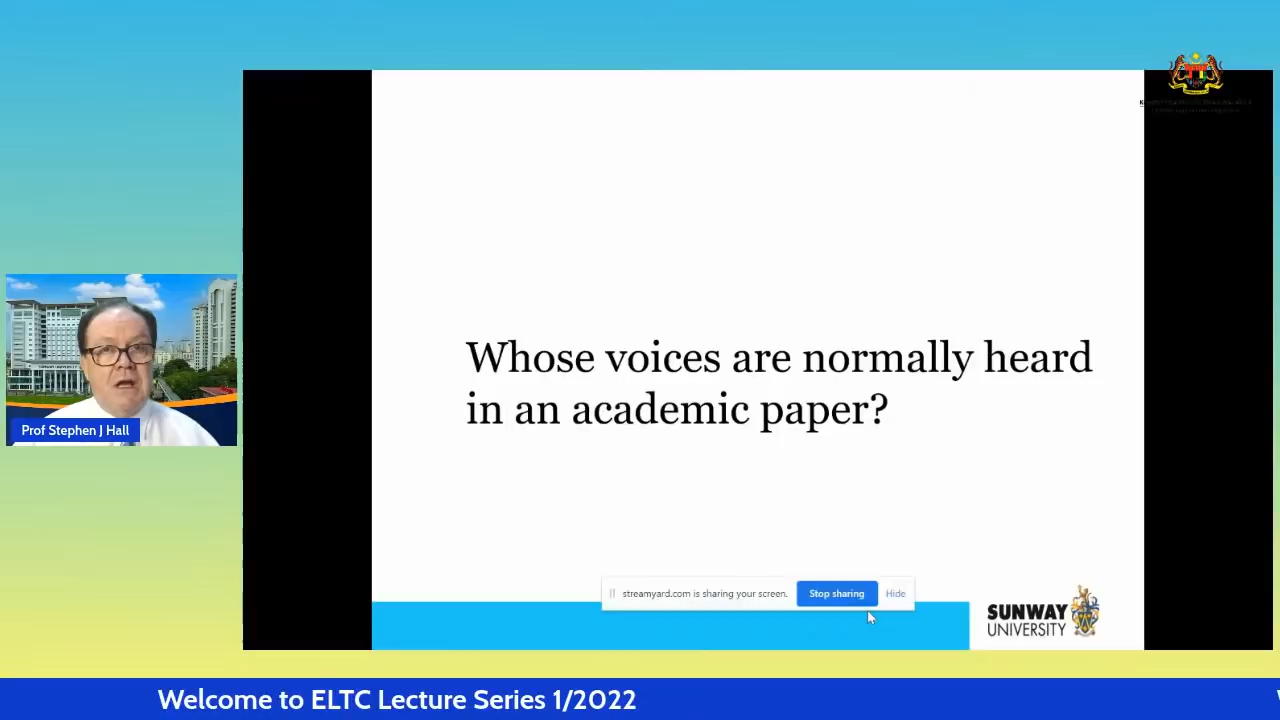 Whose voices are normally heard
in an academic paper?
Prof Stephen J Hall
streamyard.com is sharing your screen.
Stop sharing
Hide
SUNWAY
UNIVERSITY
Welcome to ELTC Lecture Series 1/2022